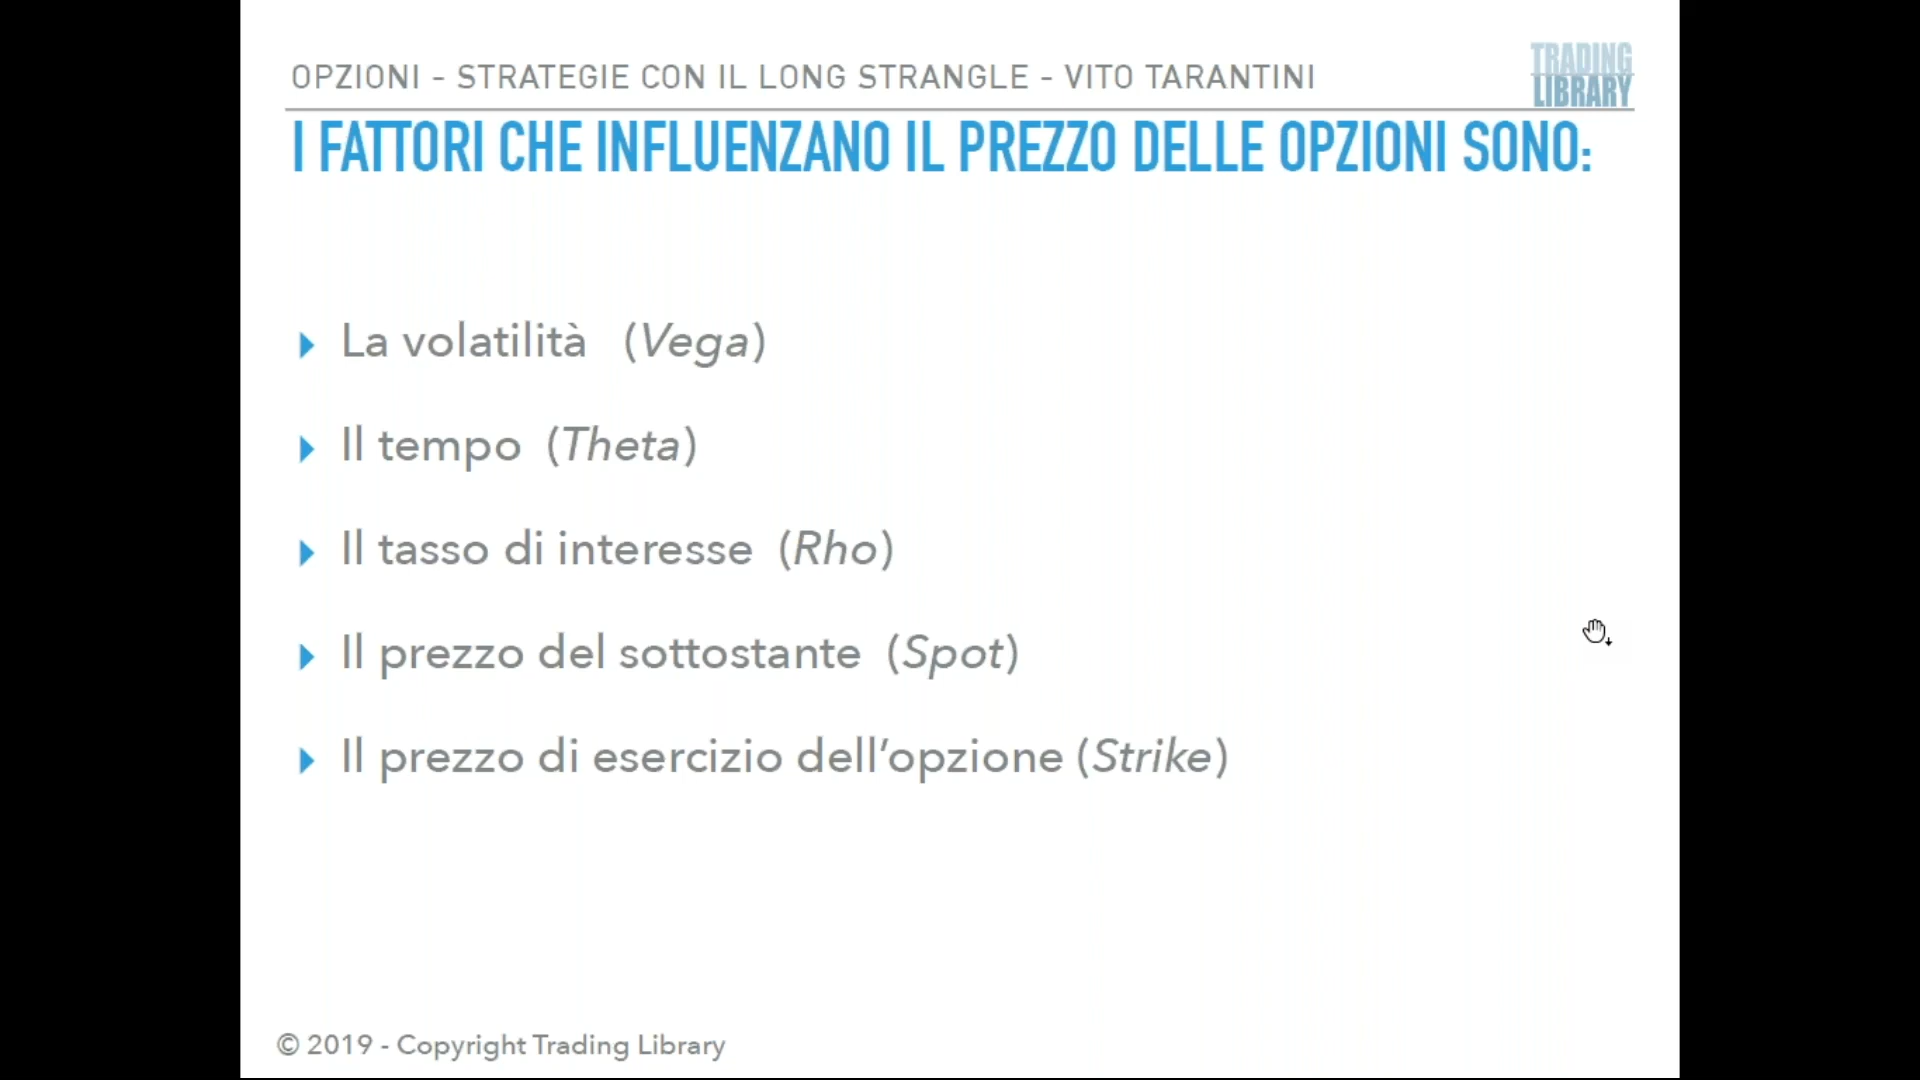 OPZIONI - STRATEGIE CON IL LONG STRANGLE - VITO TARANTINI
TRADING
LIBRARY
I FATTORI CHE INFLUENZANO IL PREZZO DELLE OPZIONI SONO:
La volatilità (Vega)
Il tempo (Theta)
Il tasso di interesse (Rho)
Il prezzo del sottostante (Spot)
Il prezzo di esercizio dell’opzione (Strike)
© 2019 - Copyright Trading Library